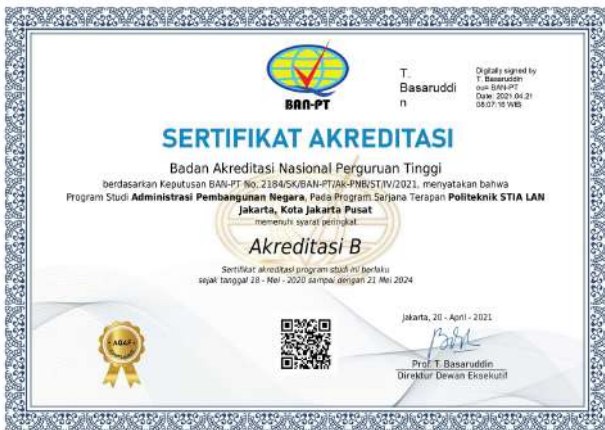 BAN-PT
T.
Basaruddi
n
Digitally signed by
T. Basaruddin
ou= BAN-PT
Date: 2021.04.21
08:07:16 WIB
SERTIFIKAT AKREDITASI
Badan Akreditasi Nasional Perguruan Tinggi
berdasarkan Keputusan BAN-PT No. 2184/SK/BAN-PT/Ak-PNB/ST/IV/2021, menyatakan bahwa
Program Studi Administrasi Pembangunan Negara, Pada Program Sarjana Terapan Politeknik STIA LAN
Jakarta, Kota Jakarta Pusat
memenuhi syarat peringkat
Akreditasi B
Sertifikat akreditasi program studi ini berlaku
sejak tanggal 18 - Mei - 2020 sampai dengan 21 Mei 2024
Jakarta, 20 - April - 2021
AQAF
Prof. T. Basaruddin
Direktur Dewan Eksekutif